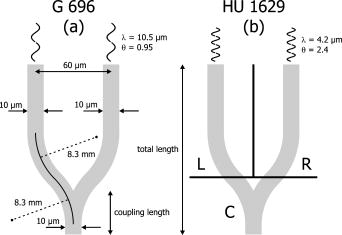 G 696
HU 1629
(a)
(b)
λ = 10.5 μm
θ = 0.95
λ = 4.2 μm
θ = 2.4
60 μm
10 μm
10 μm
8.3 mm
total length
L
R
8.3 mm
coupling length
C
10 μm